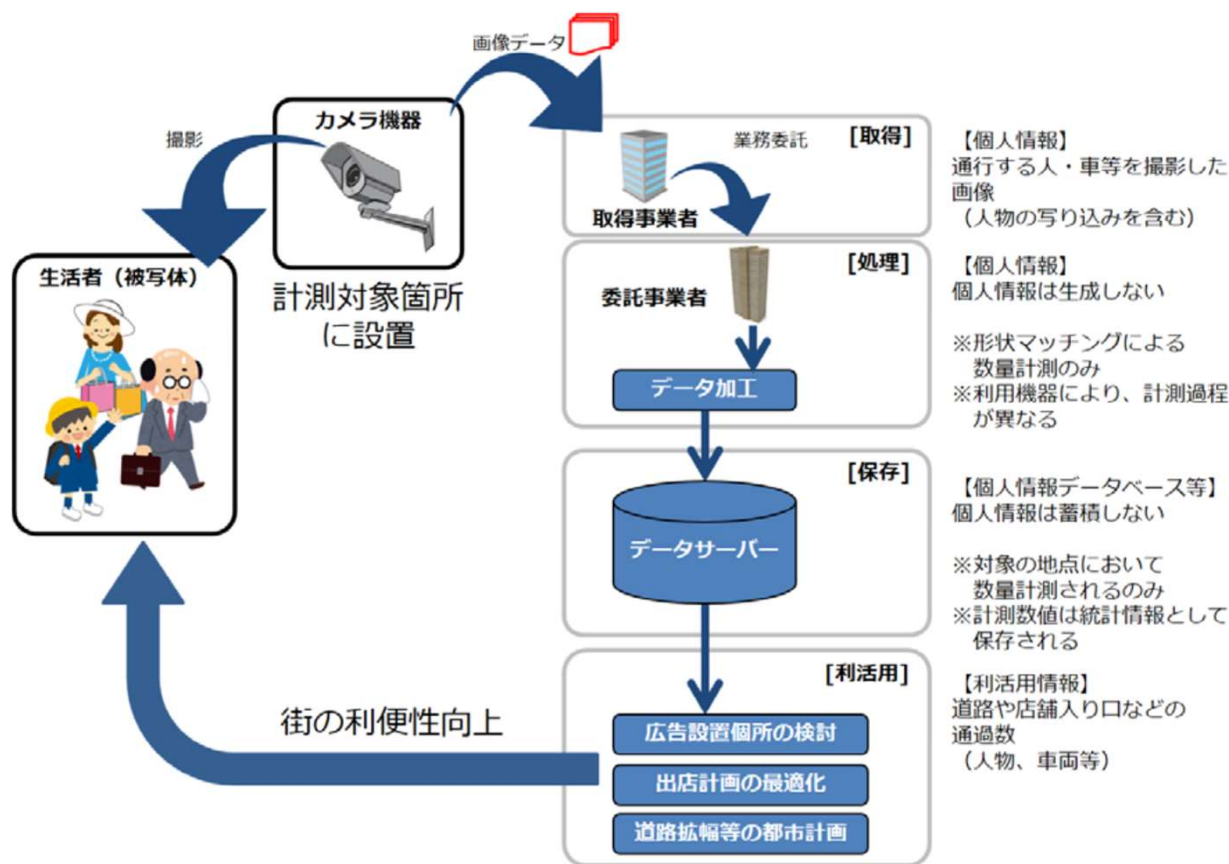 画像データ
カメラ機器
撮影
計測対象箇所
に設置
生活者（被写体）
[取得]
業務委託
取得事業者
【個人情報】
通行する人・車等を撮影した
画像
（人物の写り込みを含む）
[処理]
委託事業者
データ加工
【個人情報】
個人情報は生成しない
※形状マッチングによる
数量計測のみ
※利用機器により、計測過程
が異なる
[保存]
データサーバー
【個人情報データベース等】
個人情報は蓄積しない
※対象の地点において
数量計測されるのみ
※計測数値は統計情報として
保存される
[利活用]
広告設置個所の検討
出店計画の最適化
道路拡幅等の都市計画
【利活用情報】
道路や店舗入り口などの
通過数
（人物、車両等）
街の利便性向上